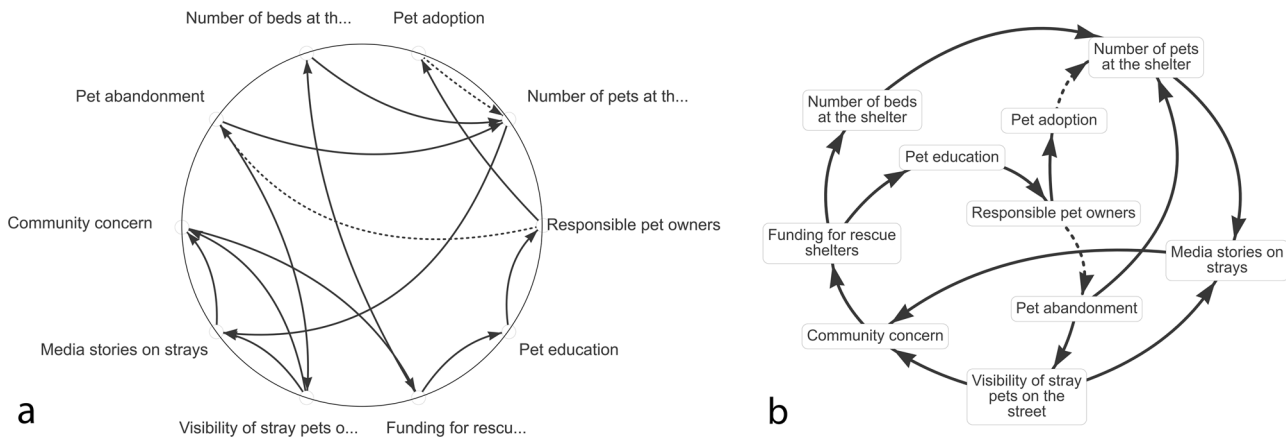 Number of beds at th...
Pet adoption
Pet abandonment
Number of pets at th...
Community concern
Responsible pet owners
Media stories on strays
Pet education
Visibility of stray pets o...
Funding for rescu...
a
Number of pets
at the shelter
Number of beds
at the shelter
Pet adoption
Pet education
Responsible pet owners
Funding for rescue
shelters
Media stories on
strays
Pet abandonment
Community concern
Visibility of stray
pets on the
street
b